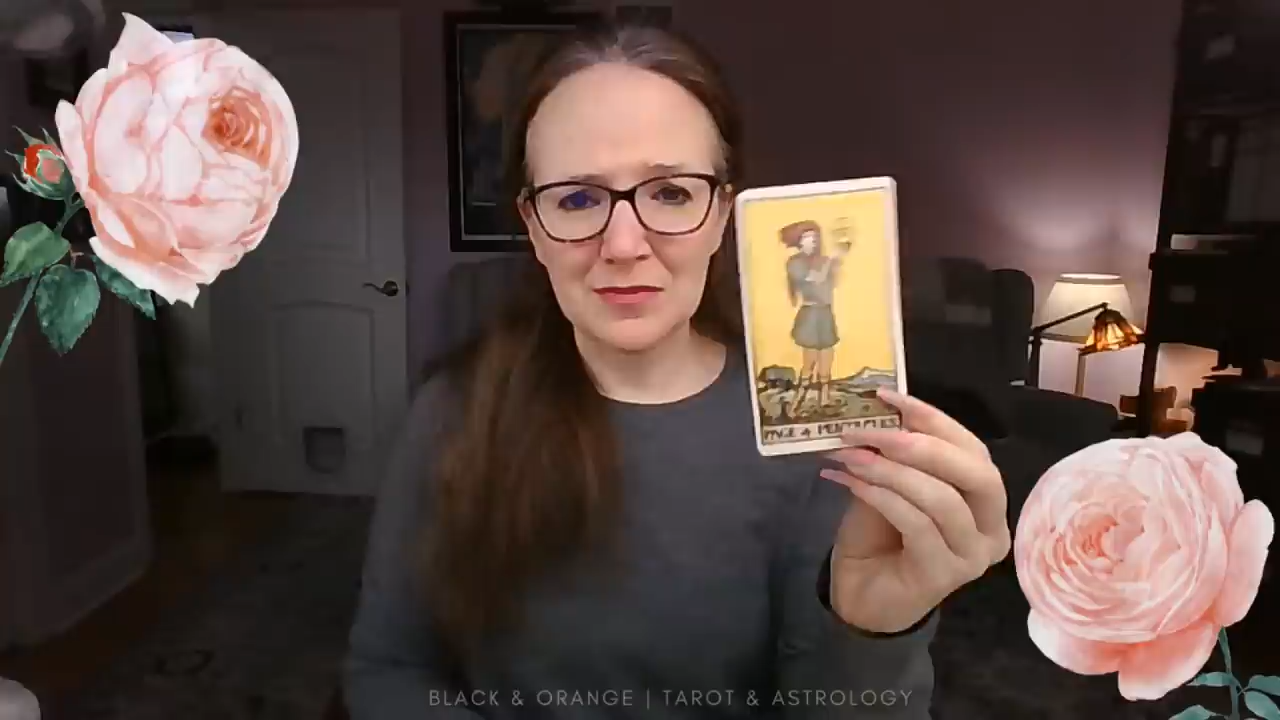 PAGE of PENTACLES
BLACK & ORANGE | TAROT & ASTROLOGY